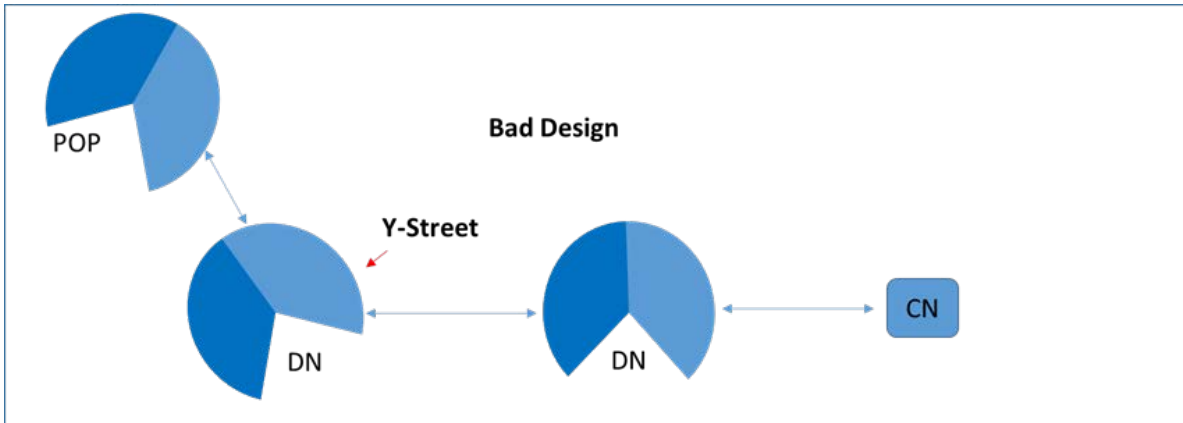 Bad Design
POP
Y-Street
DN
DN
CN